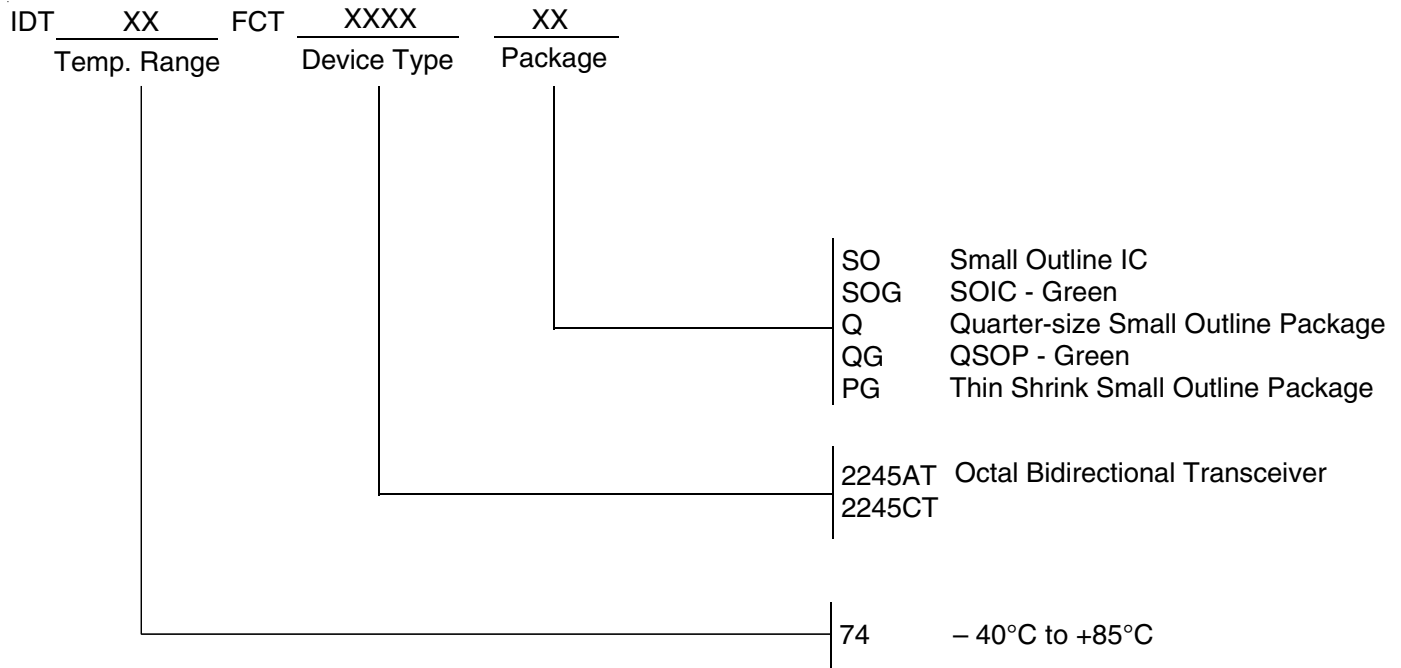 IDT XX FCT XXXX XX
Temp. Range Device Type Package
SO Small Outline IC
SOG SOIC - Green
Q Quarter-size Small Outline Package
QG QSOP - Green
PG Thin Shrink Small Outline Package
2245AT Octal Bidirectional Transceiver
2245CT
74 – 40°C to +85°C